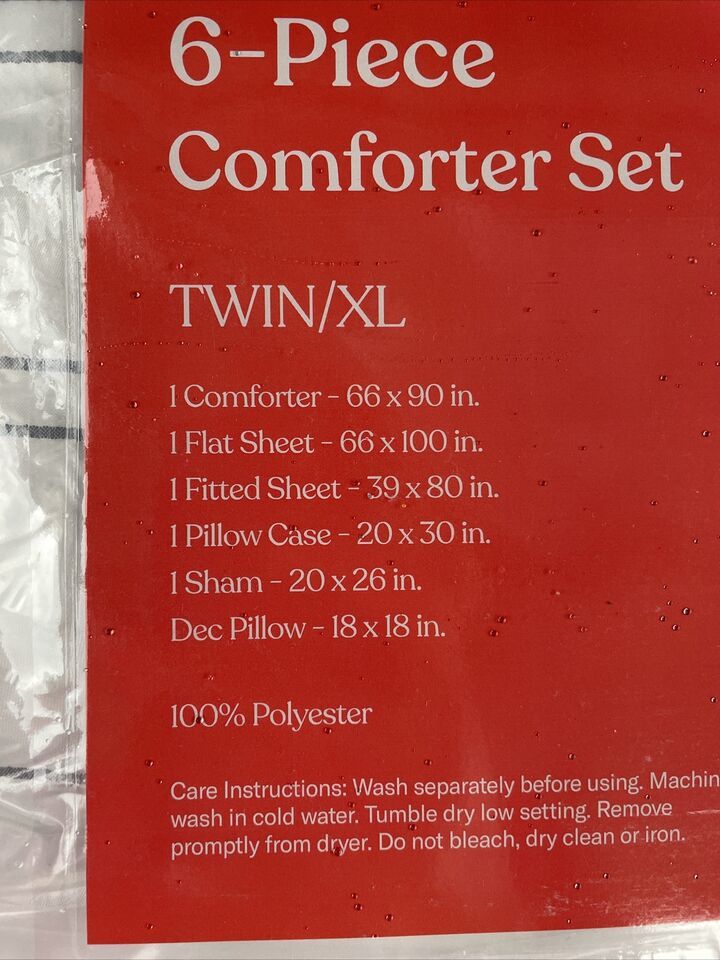 6-Piece
Comforter Set
TWIN/XL
1 Comforter - 66 x 90 in.
1 Flat Sheet - 66 x 100 in.
1 Fitted Sheet - 39 x 80 in.
1 Pillow Case - 20 x 30 in.
1 Sham - 20 x 26 in.
Dec Pillow - 18 x 18 in.
100% Polyester
Care Instructions: Wash separately before using. Machin
wash in cold water. Tumble dry low setting. Remove
promptly from dryer. Do not bleach, dry clean or iron.